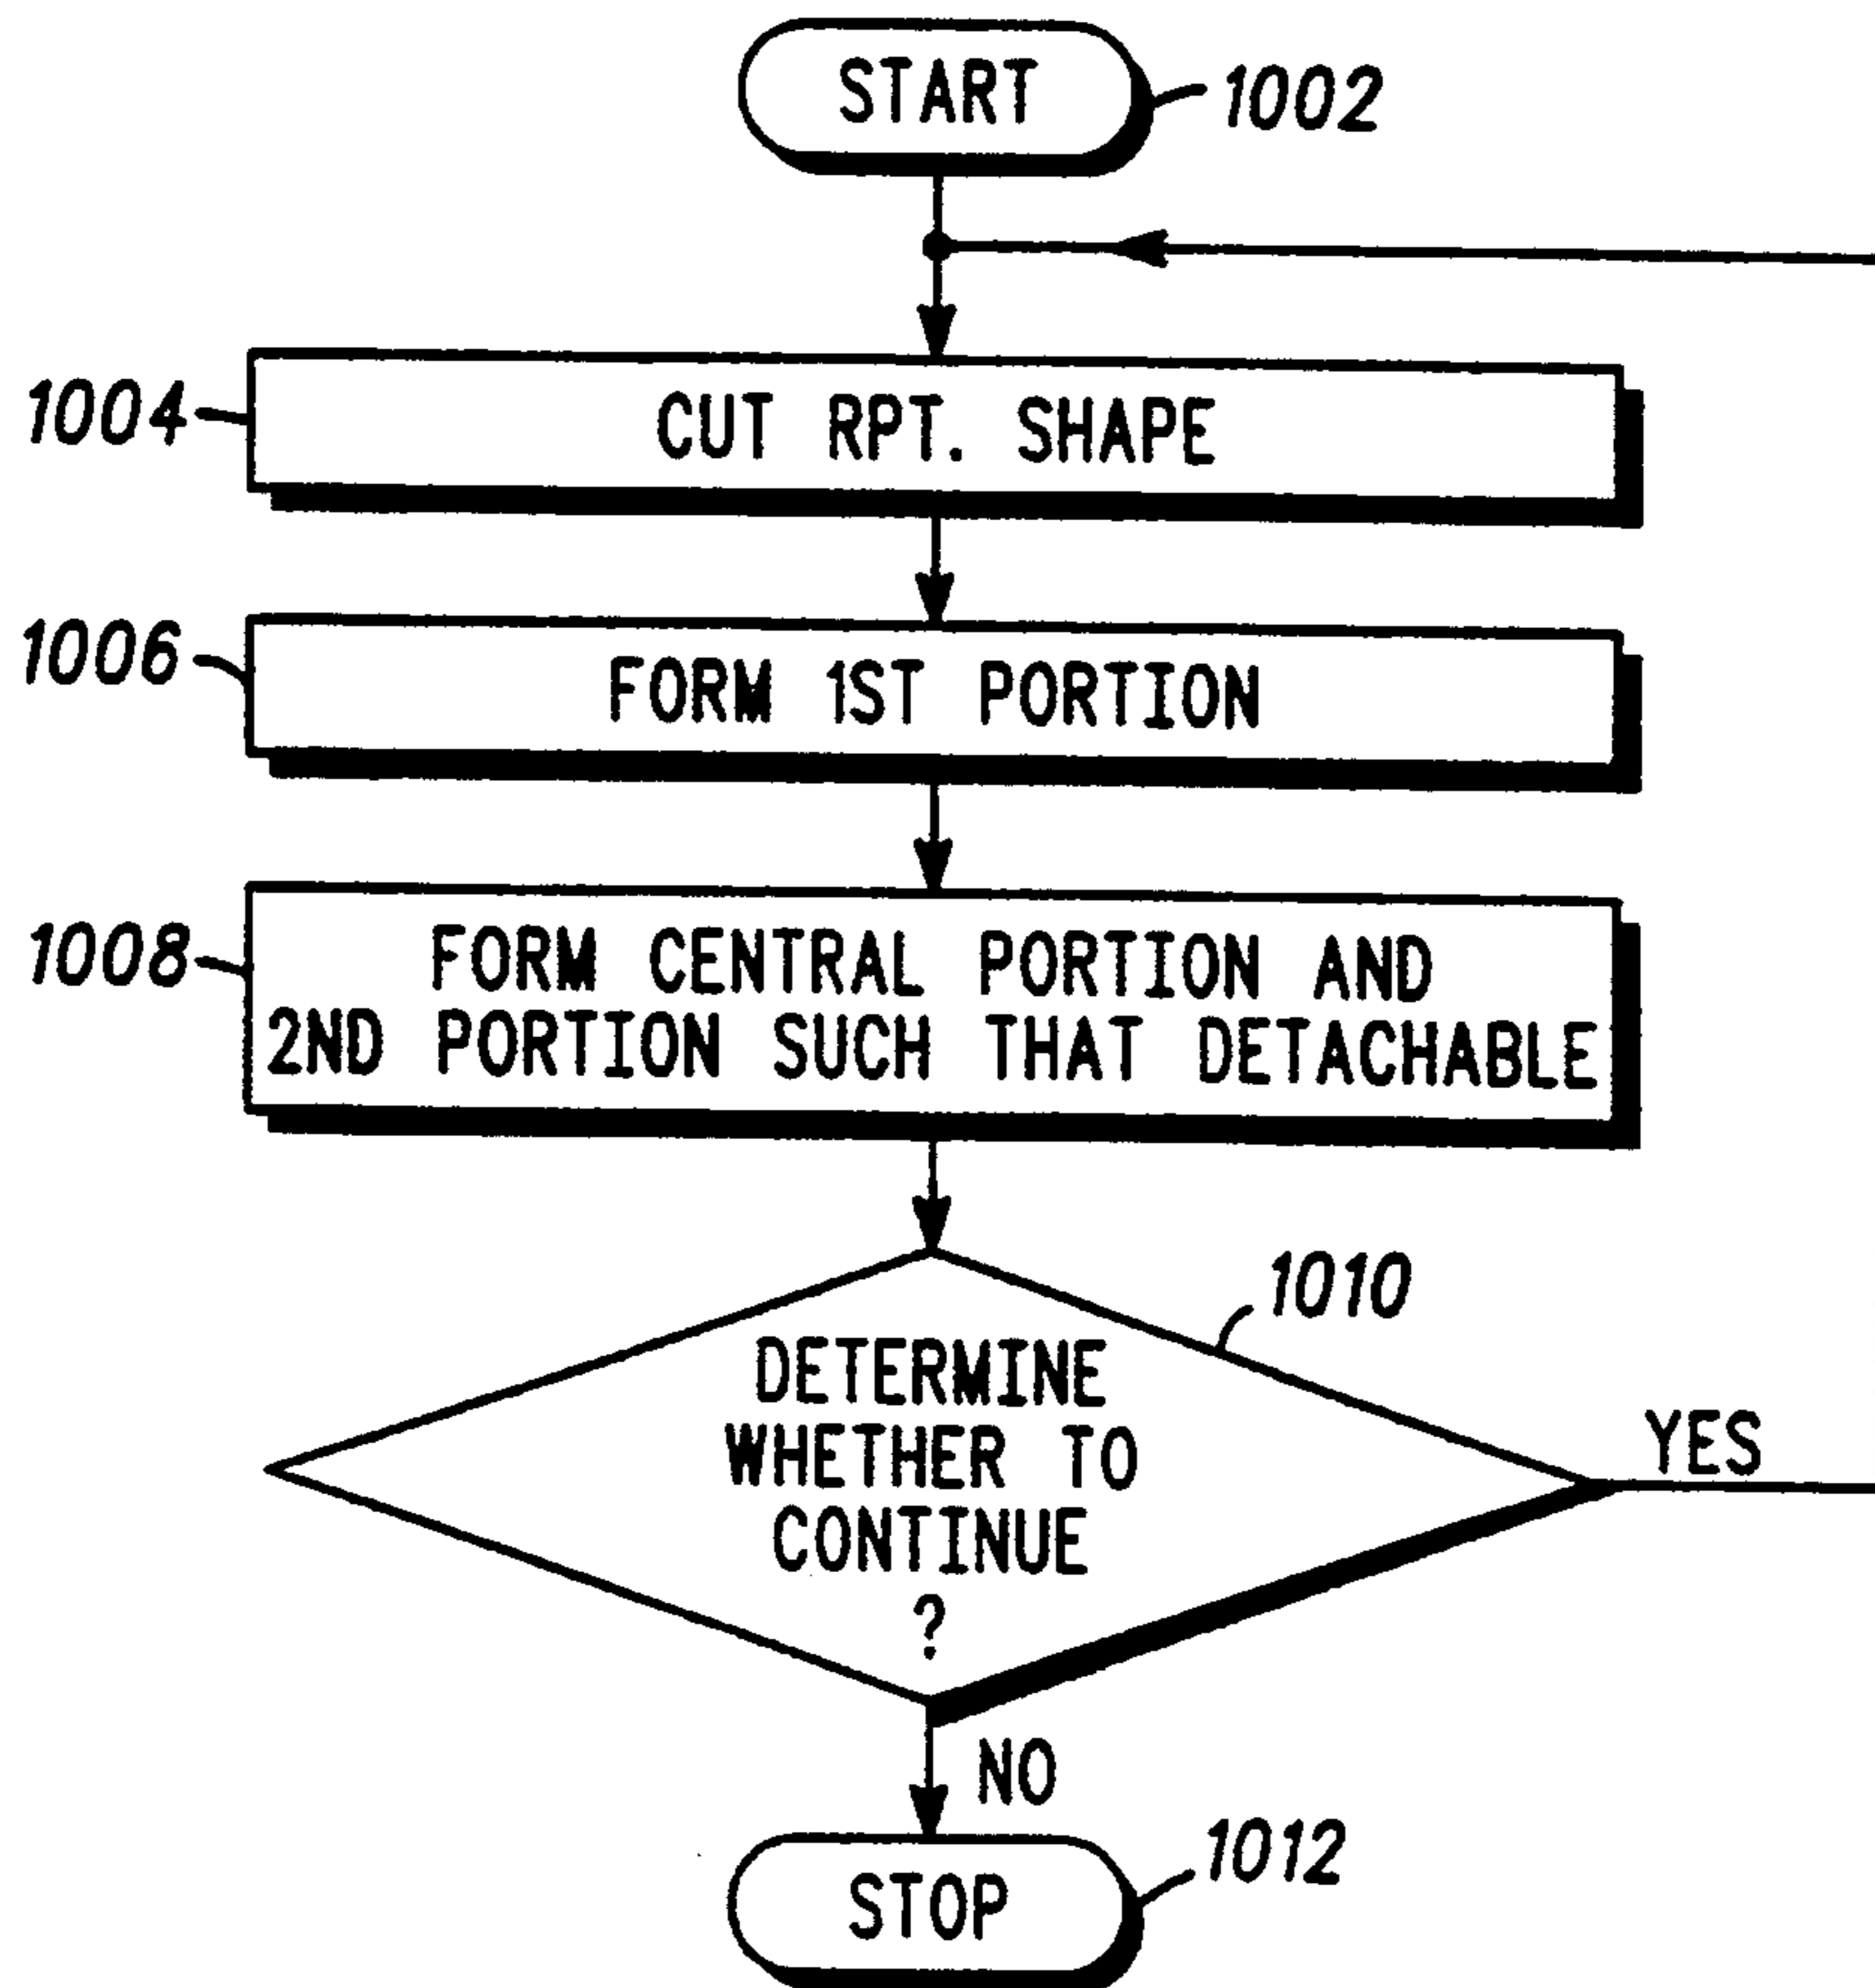 START
1002
1004
CUT RPT. SHAPE
1006
FORM 1ST PORTION
1008
FORM CENTRAL PORTION AND
2ND PORTION SUCH THAT DETACHABLE
1010
DETERMINE
WHETHER TO
CONTINUE
?
YES
NO
STOP
1012